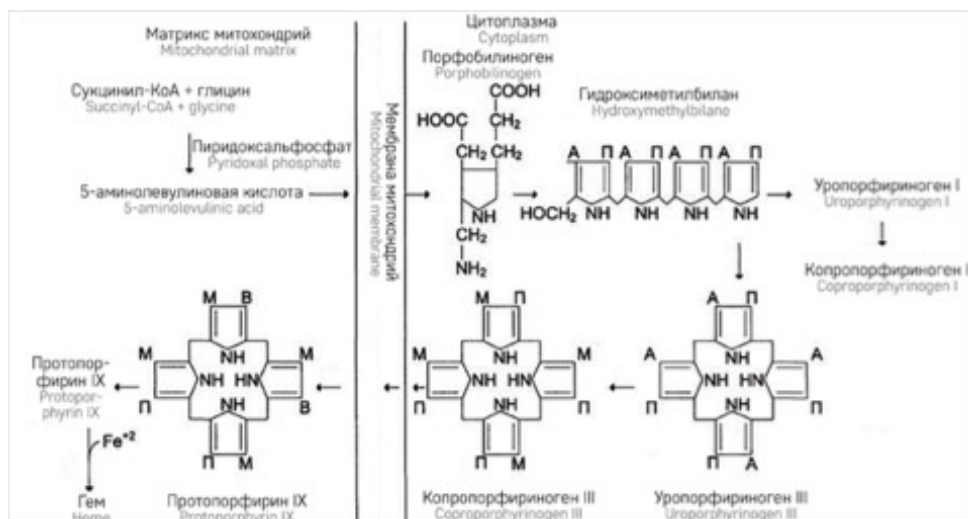 Матрикс митохондрий
Mitochondrial matrix
Сукцинил-КоА + глицин
Succinyl-CoA + glycine
Пиридоксальфосфат
Pyridoxal phosphate
5-аминолевулиновая кислота
5-aminolevulinic acid
Мембрана митохондрий
Mitochondrial membrane
Цитоплазма
Cytoplasm
Порфобилиноген
Porphobilinogen
COOH
HOOC
CH₂
CH₂
CH₂
NH
CH₂
NH₂
Гидроксиметилбилан
Hydroxymethylbilane
А П А П А П А П
HOCH₂
NH NH NH NH
Уропорфириноген I
Uroporphyrinogen I
Копропорфириноген I
Coproporphyrinogen I
А П
А А
NH
NH HN
NH
П П
П А
Уропорфириноген III
Uroporphyrinogen III
М П
М М
NH
NH HN
NH
П П
П М
Копропорфириноген III
Coproporphyrinogen III
М В
М М
NH
NH HN
NH
П В
П М
Протопорфирин IX
Protoporphyrin IX
Протопор-
фирин IX
Protopor-
phyrin IX
Fe⁺²
Гем
Heme